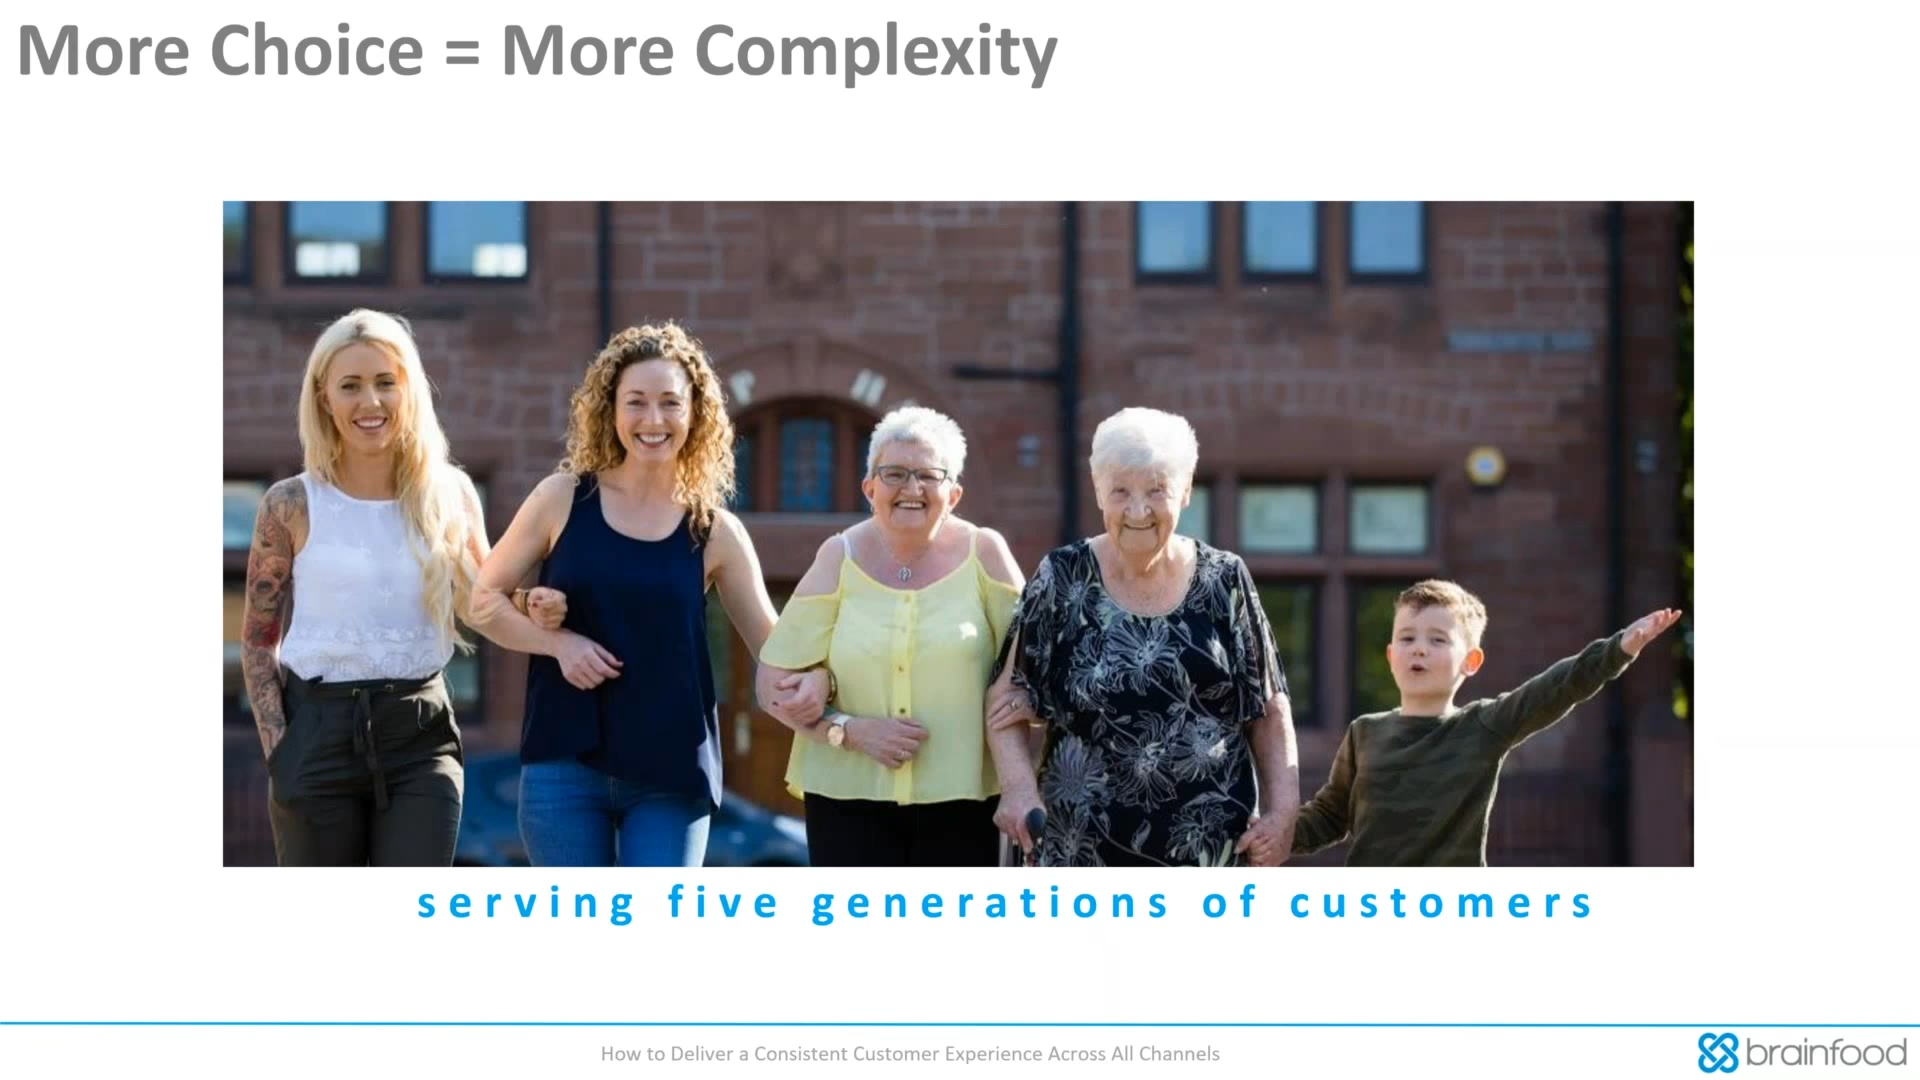 More Choice = More Complexity
serving five generations of customers
How to Deliver a Consistent Customer Experience Across All Channels
brainfood